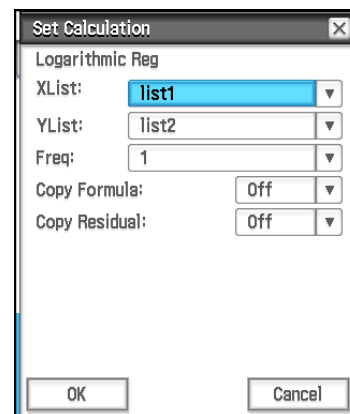 Set Calculation
Logarithmic Reg
XList: list1
YList: list2
Freq: 1
Copy Formula: Off
Copy Residual: Off
OK Cancel